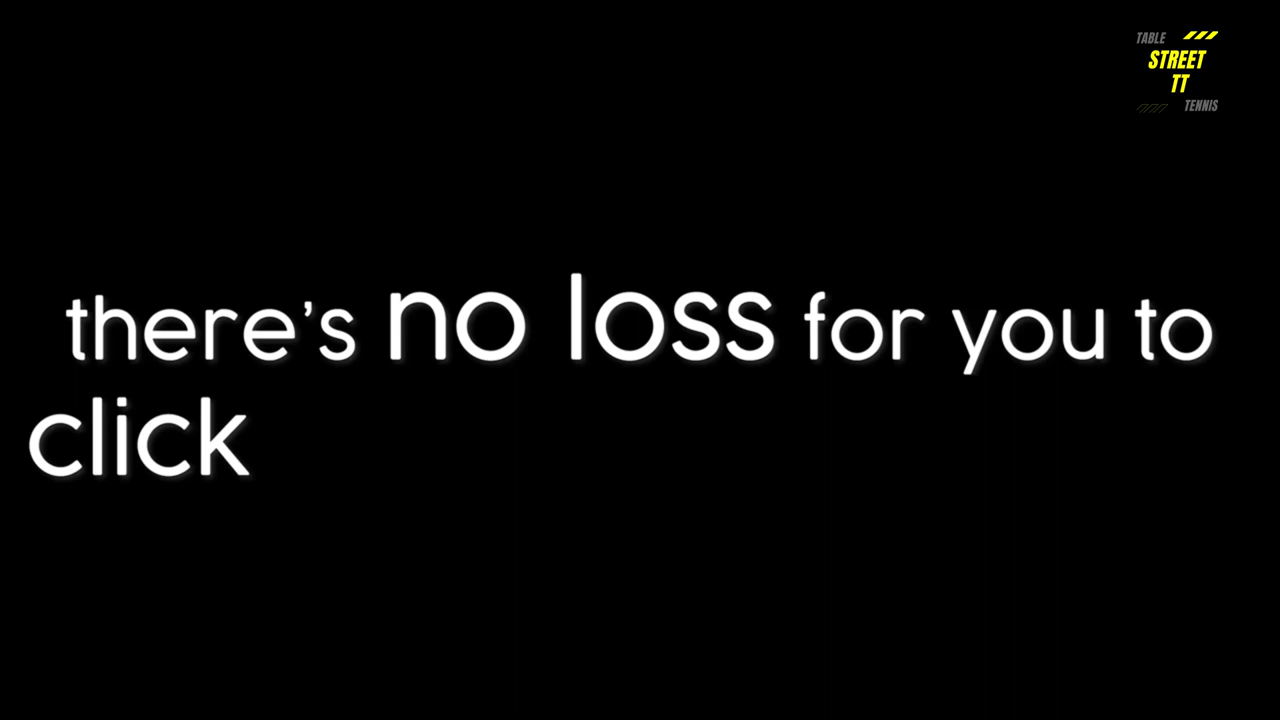 TABLE
STREET
TT
TENNIS
there's no loss for you to
click